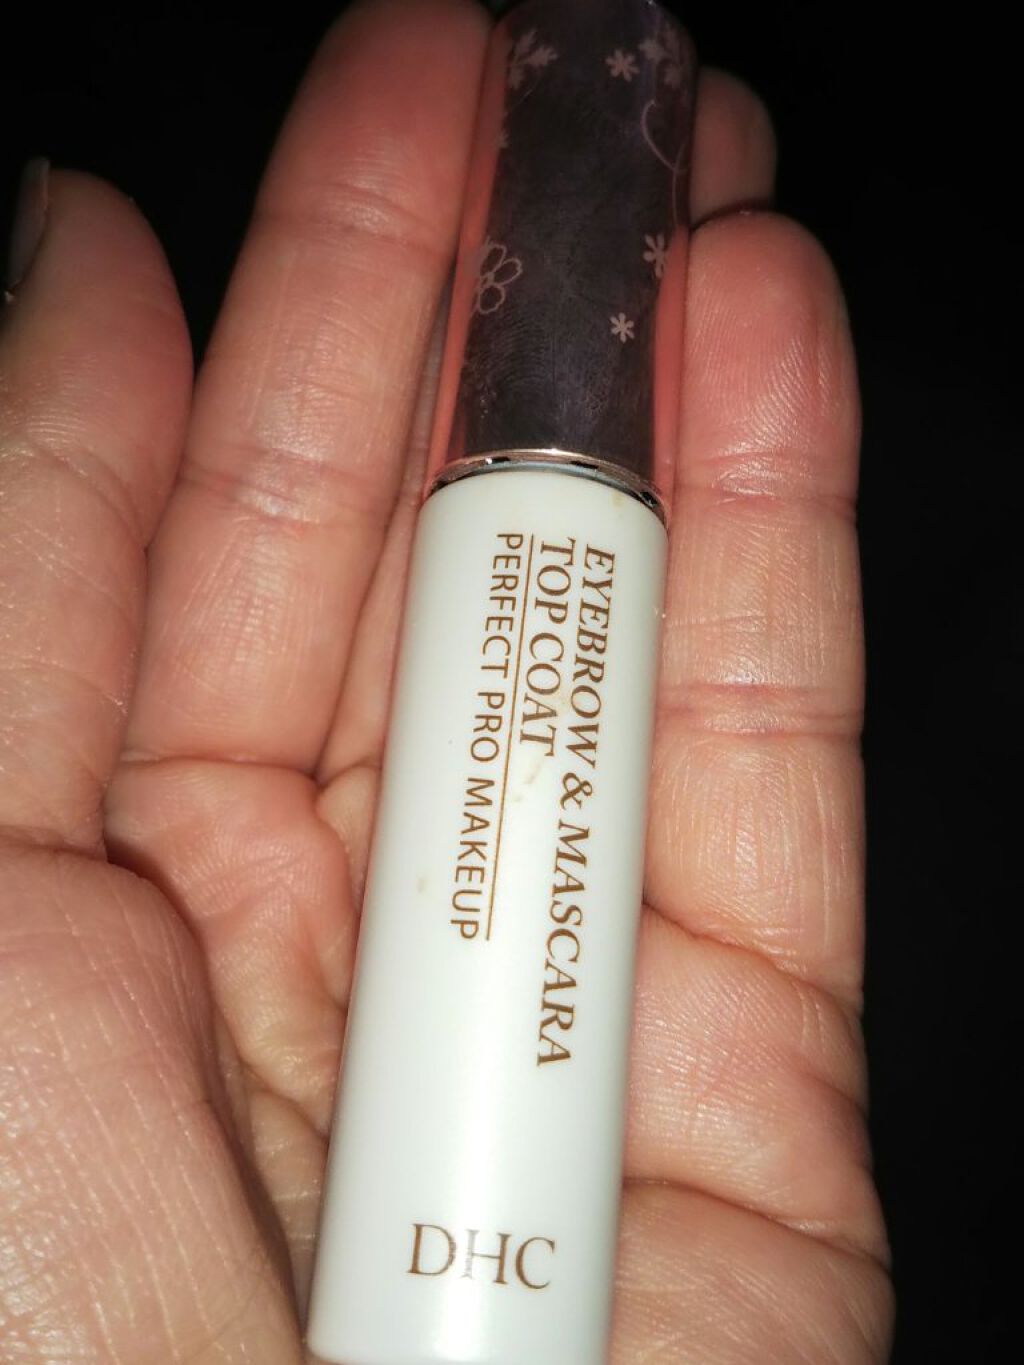 EYEBROW & MASCARA
TOP COAT
PERFECT PRO MAKEUP
DHC